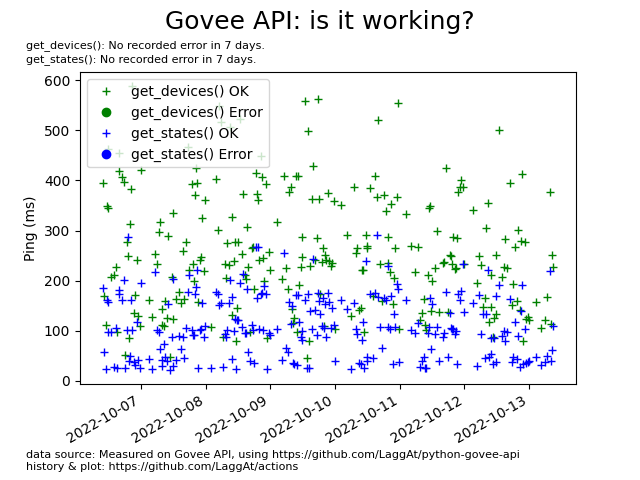 Govee API: is it working?
get_devices(): No recorded error in 7 days.
get_states(): No recorded error in 7 days.
get_devices() OK
get_devices() Error
get_states() OK
get_states() Error
Ping (ms)
600
500
400
300
200
100
0
2022-10-07
2022-10-08
2022-10-09
2022-10-10
2022-10-11
2022-10-12
2022-10-13
data source: Measured on Govee API, using https://github.com/LaggAt/python-govee-api
history & plot: https://github.com/LaggAt/actions